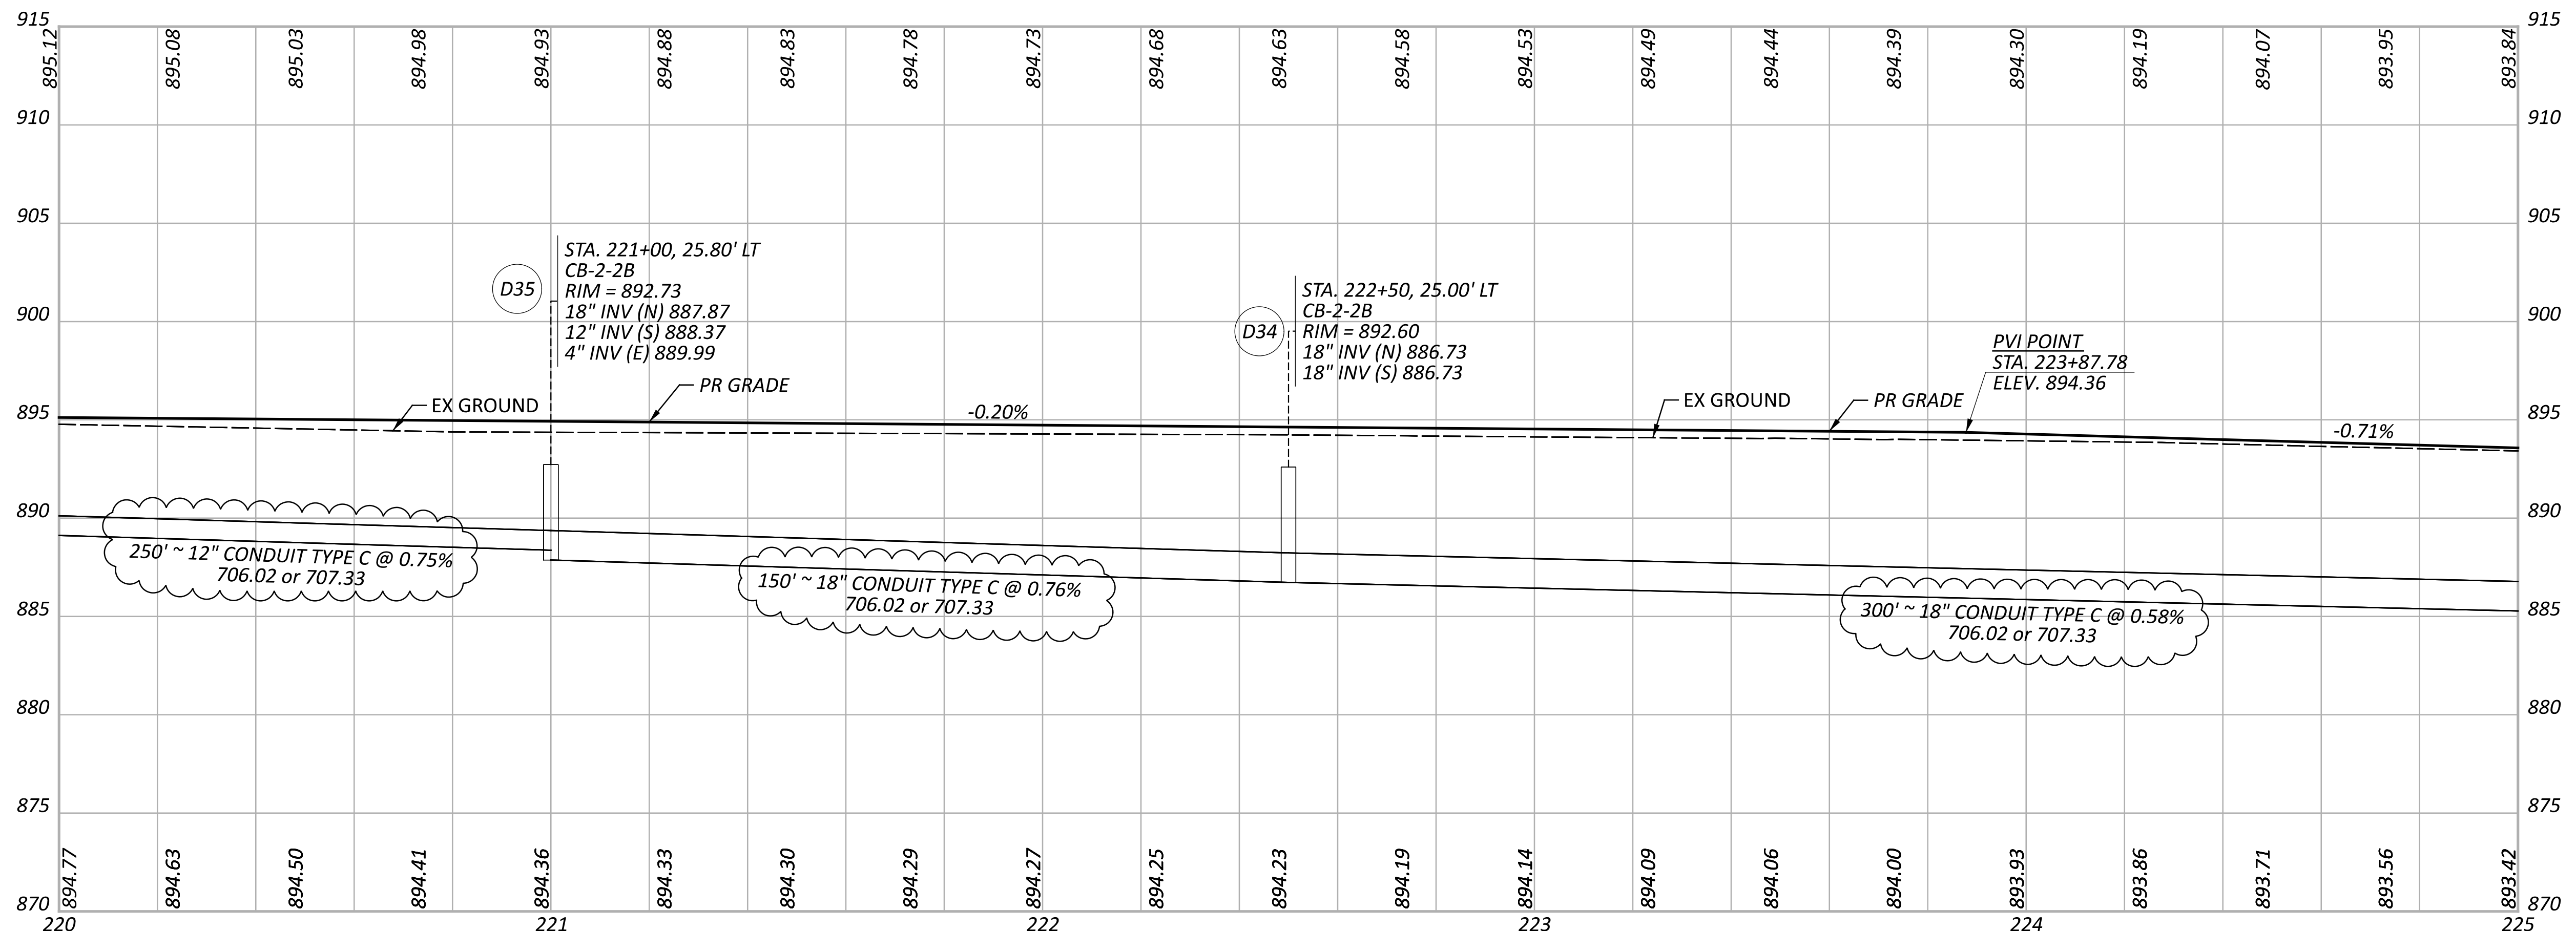 915
915
895.12
895.08
895.03
894.98
894.93
894.88
894.83
894.78
894.73
894.68
894.63
894.58
894.53
894.49
894.44
894.39
894.30
894.19
894.07
893.95
893.84
910
910
905
905
D35
STA. 221+00, 25.80' LT
CB-2-2B
RIM = 892.73
18" INV (N) 887.87
12" INV (S) 888.37
4" INV (E) 889.99
D34
STA. 222+50, 25.00' LT
CB-2-2B
RIM = 892.60
18" INV (N) 886.73
18" INV (S) 886.73
900
900
PVI POINT
STA. 223+87.78
ELEV. 894.36
EX GROUND
PR GRADE
-0.20%
EX GROUND
PR GRADE
-0.71%
895
895
890
890
250' ~ 12" CONDUIT TYPE C @ 0.75%
706.02 or 707.33
150' ~ 18" CONDUIT TYPE C @ 0.76%
706.02 or 707.33
300' ~ 18" CONDUIT TYPE C @ 0.58%
706.02 or 707.33
885
885
880
880
875
875
894.77
894.63
894.50
894.41
894.36
894.33
894.30
894.29
894.27
894.25
894.23
894.19
894.14
894.09
894.06
894.00
893.93
893.86
893.71
893.56
893.42
870
870
220
221
222
223
224
225